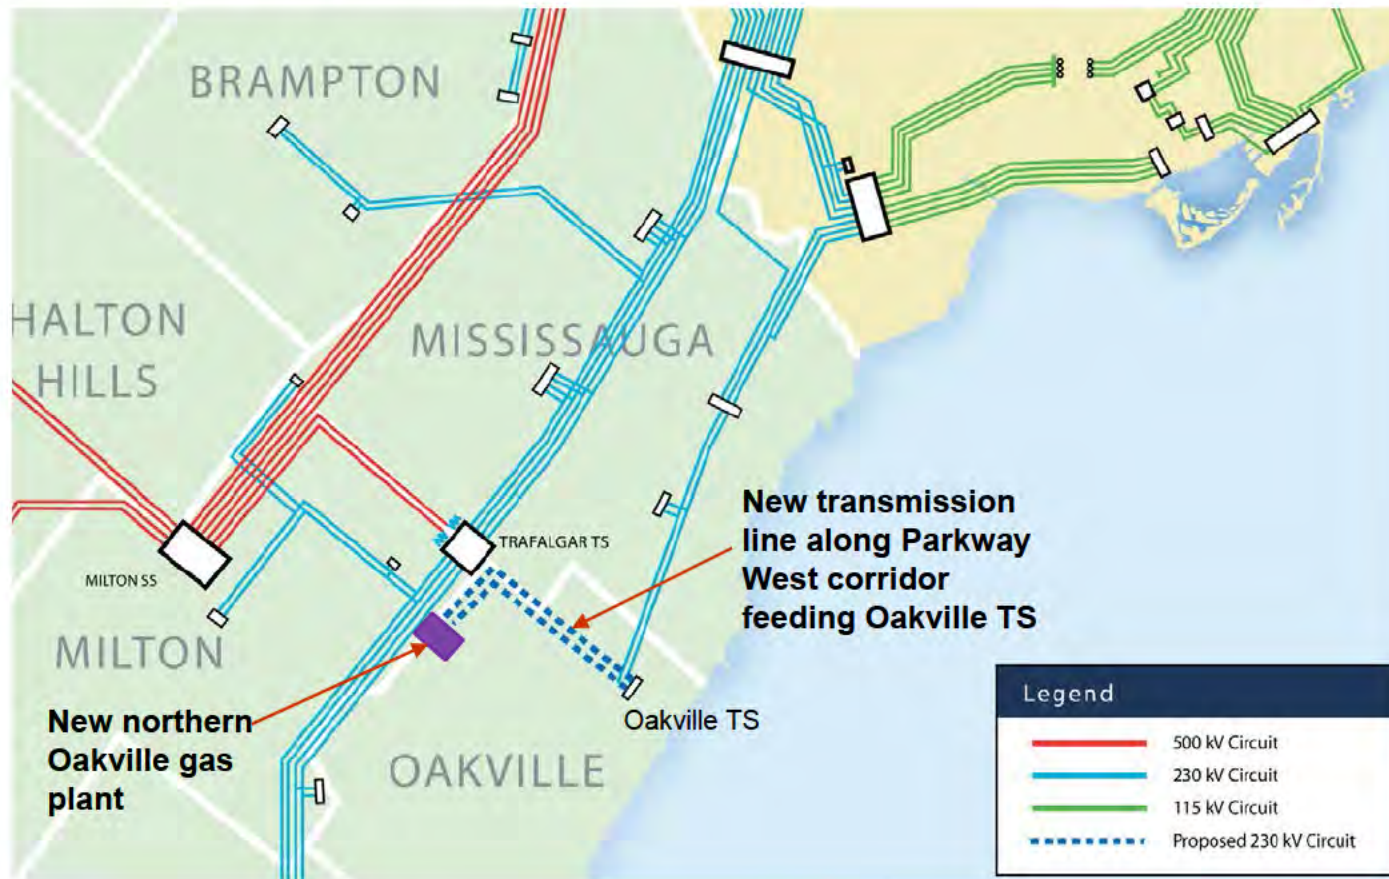 BRAMPTON
HALTON
HILLS
MISSISSAUGA
New transmission
line along Parkway
West corridor
feeding Oakville TS
TRAFALGAR TS
MILTON SS
MILTON
New northern
Oakville gas
plant
Oakville TS
OAKVILLE
Legend
500 kV Circuit
230 kV Circuit
115 kV Circuit
Proposed 230 kV Circuit